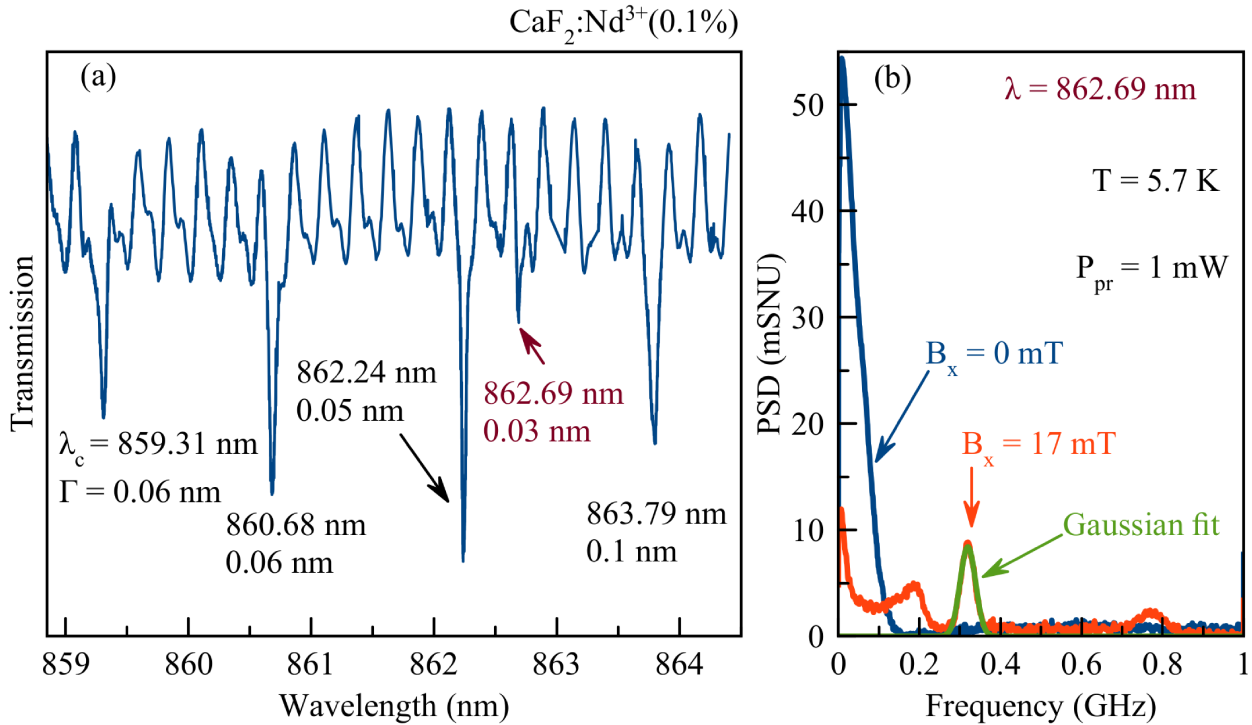 CaF₂:Nd³⁺(0.1%)
(a)
Transmission
λc = 859.31 nm
Γ = 0.06 nm
860.68 nm
0.06 nm
862.24 nm
0.05 nm
862.69 nm
0.03 nm
863.79 nm
0.1 nm
859 860 861 862 863 864
Wavelength (nm)
(b)
λ = 862.69 nm
T = 5.7 K
Ppr = 1 mW
Bx = 0 mT
Bx = 17 mT
Gaussian fit
PSD (mSNU)
50
40
30
20
10
0
0 0.2 0.4 0.6 0.8 1
Frequency (GHz)